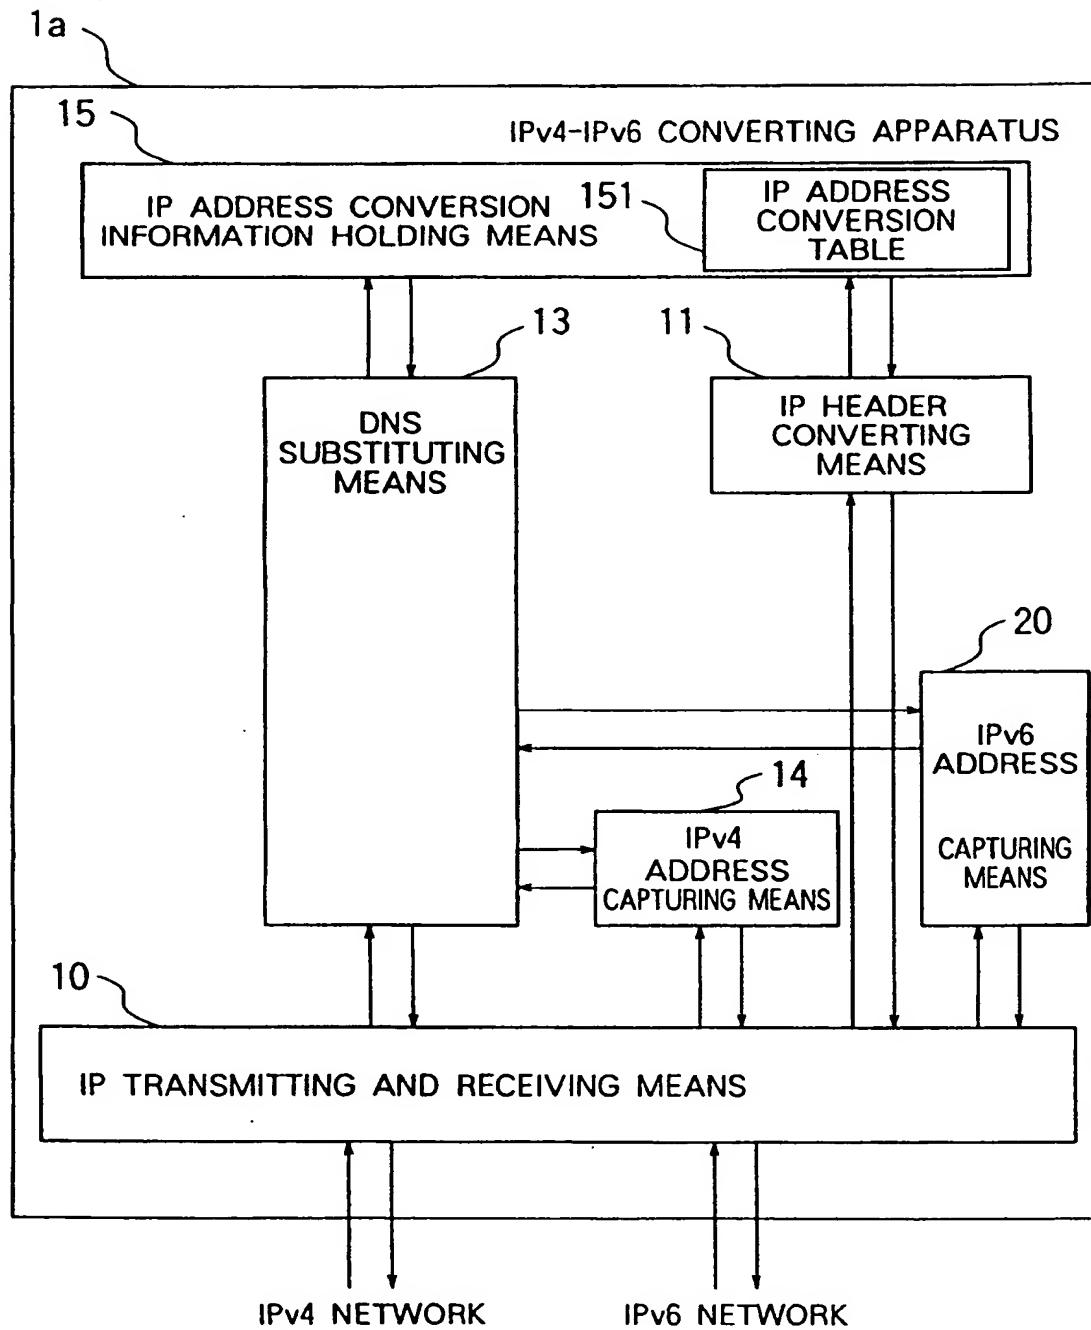 1a
15
IPv4-IPv6 CONVERTING APPARATUS
IP ADDRESS CONVERSION
INFORMATION HOLDING MEANS
151
IP ADDRESS
CONVERSION
TABLE
13
11
DNS
SUBSTITUTING
MEANS
IP HEADER
CONVERTING
MEANS
20
IPv6
ADDRESS
CAPTURING
MEANS
14
IPv4
ADDRESS
CAPTURING MEANS
10
IP TRANSMITTING AND RECEIVING MEANS
IPv4 NETWORK
IPv6 NETWORK